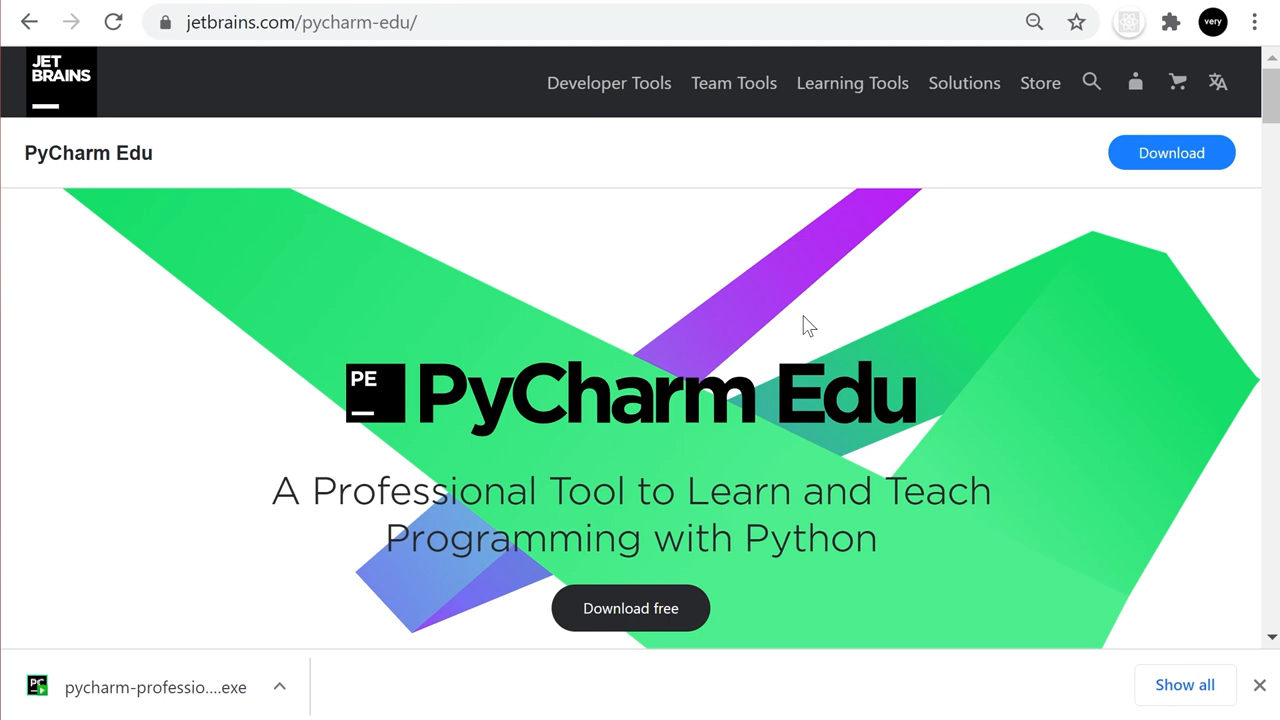 jetbrains.com/pycharm-edu/
very
JET
BRAINS
Developer Tools Team Tools Learning Tools Solutions Store
PyCharm Edu
Download
PE
PyCharm Edu
A Professional Tool to Learn and Teach
Programming with Python
Download free
PC
pycharm-professio....exe
Show all